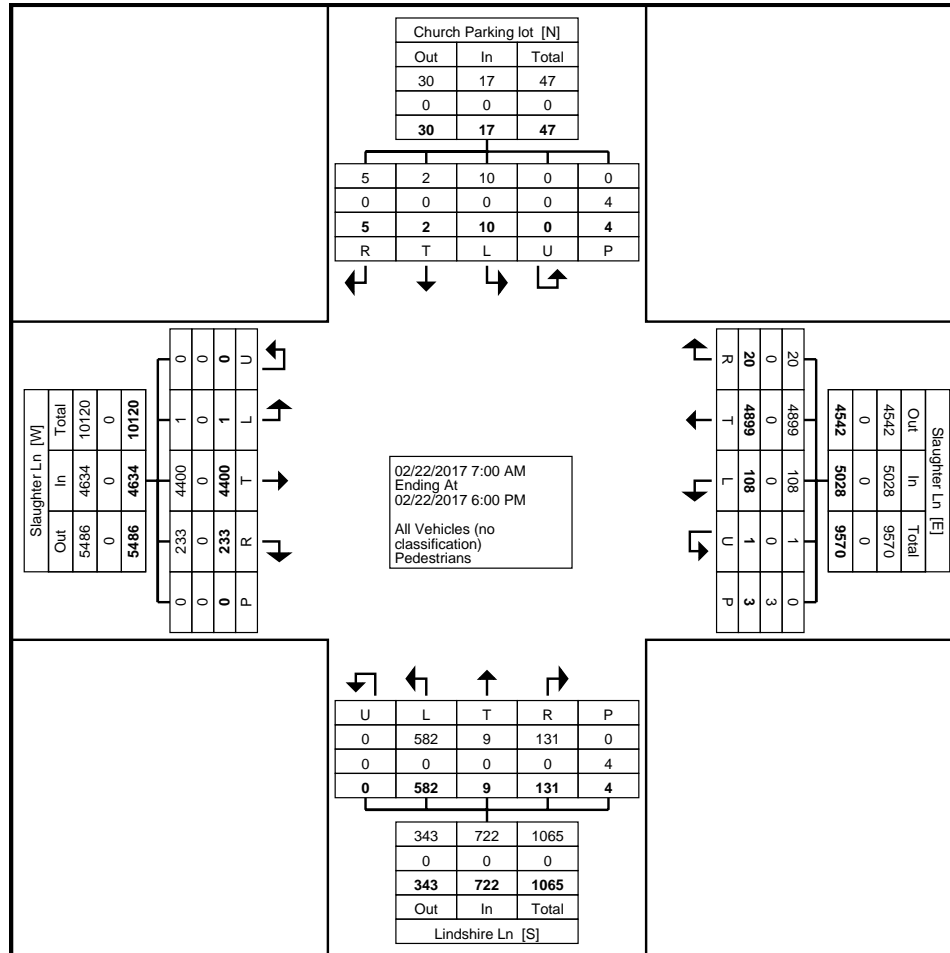 Church Parking lot [N]
Out In Total
30 17 47
0 0 0
30 17 47
5 2 10 0 0
0 0 0 0 4
5 2 10 0 4
R T L U P
Slaughter Ln [W]
Total In Out
10120 4634 5486
0 0 0
10120 4634 5486
0 1 4400 233 0
0 0 0 0 0
0 1 4400 233 0
U L T R P
02/22/2017 7:00 AM
Ending At
02/22/2017 6:00 PM
All Vehicles (no
classification)
Pedestrians
Slaughter Ln [E]
Out In Total
4542 5028 9570
0 0 0
4542 5028 9570
20 4899 108 1 0
0 0 0 0 3
20 4899 108 1 3
R T L U P
U L T R P
0 582 9 131 0
0 0 0 0 4
0 582 9 131 4
343 722 1065
0 0 0
343 722 1065
Out In Total
Lindshire Ln [S]